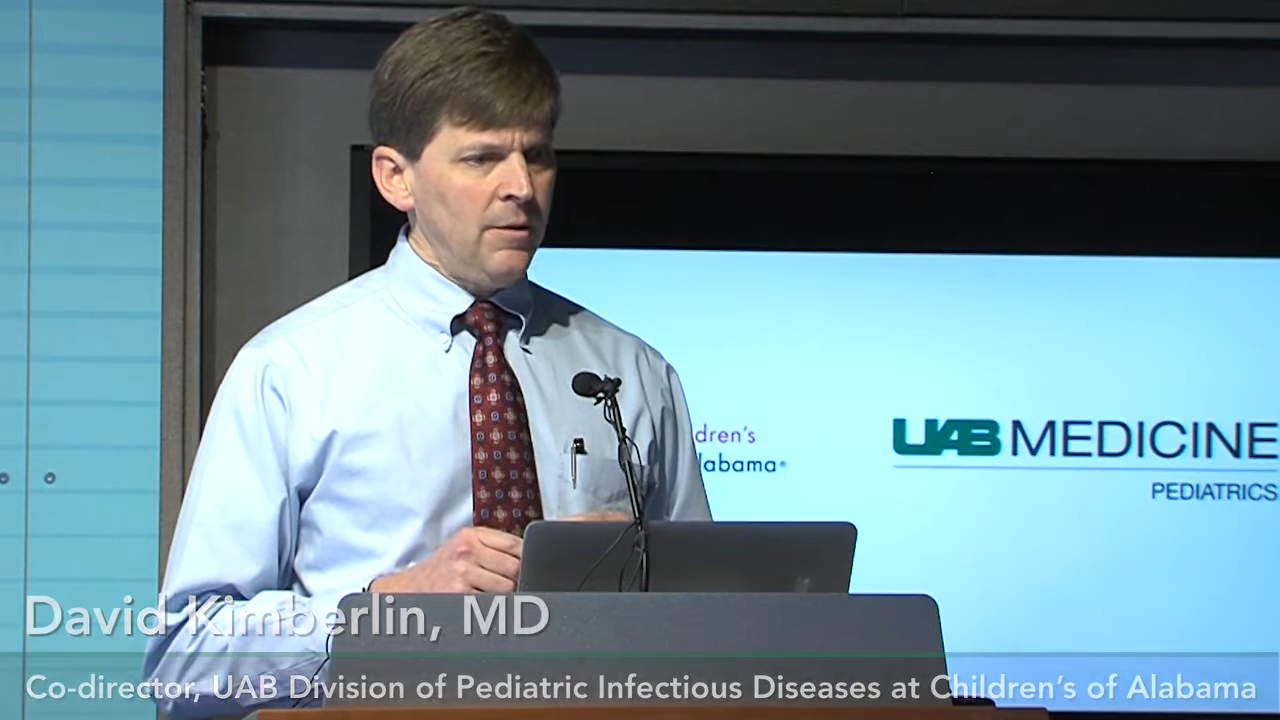 dren's
labama®
UAB MEDICINE
PEDIATRICS
David Kimberlin, MD
Co-director, UAB Division of Pediatric Infectious Diseases at Children's of Alabama